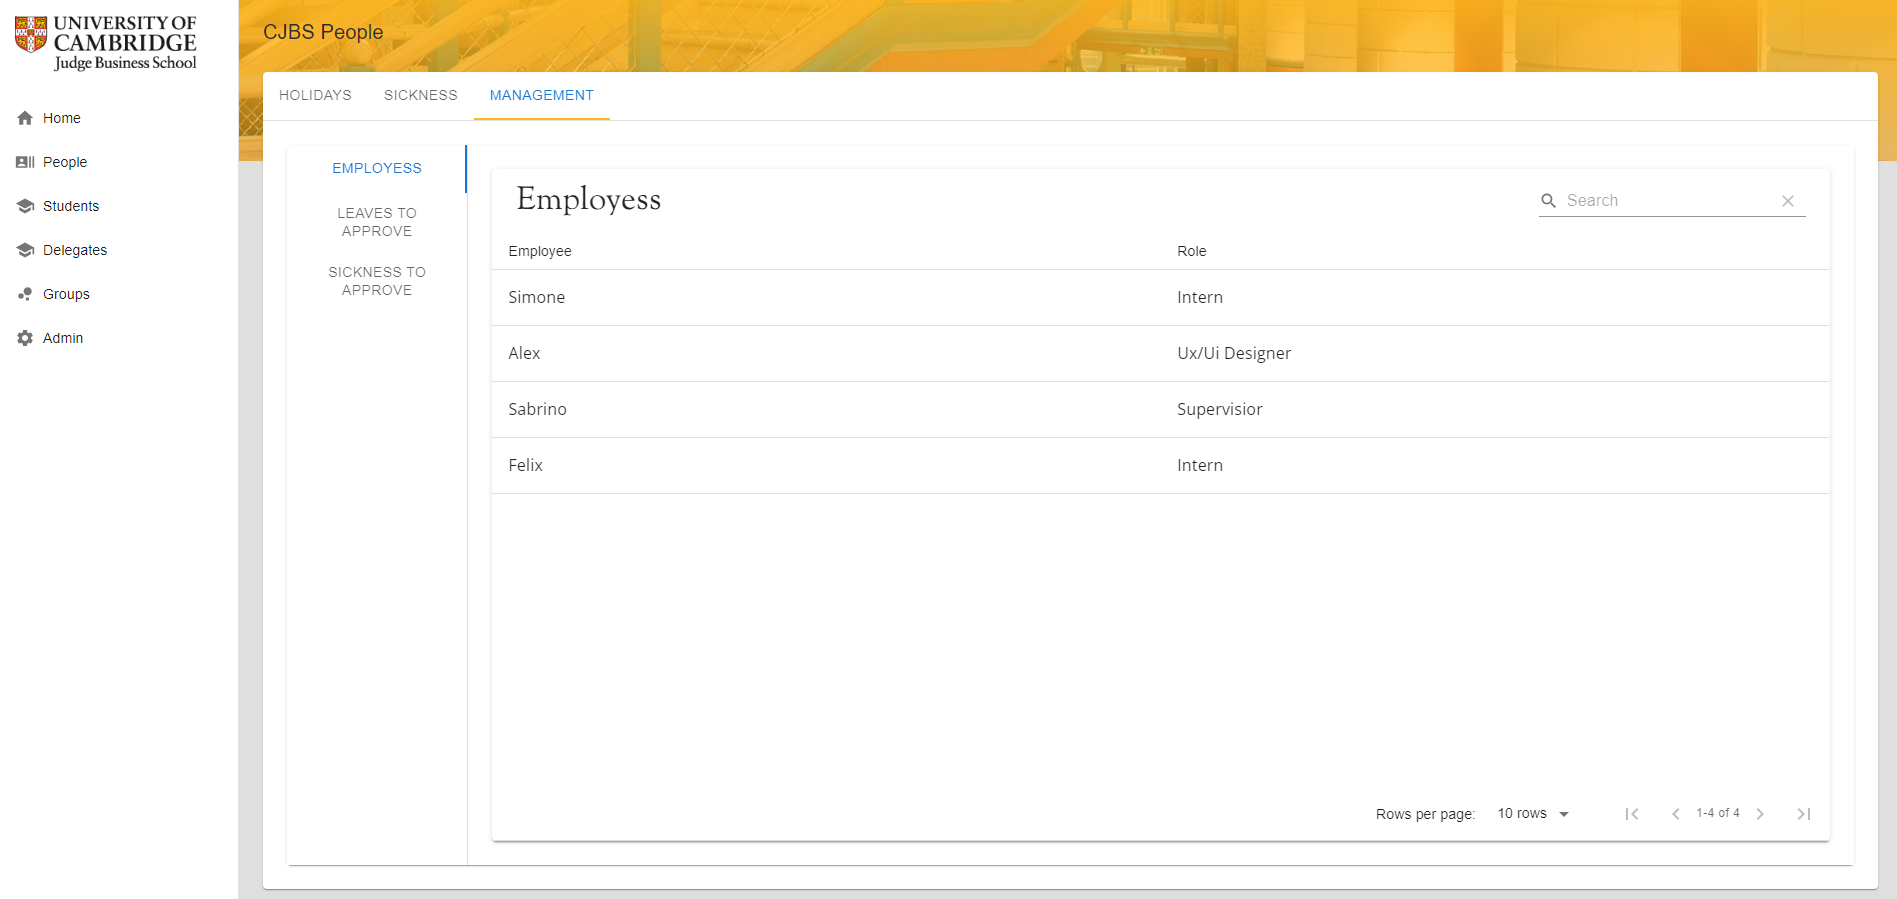 UNIVERSITY OF
CAMBRIDGE
Judge Business School
Home
People
Students
Delegates
Groups
Admin
CJBS People
HOLIDAYS SICKNESS MANAGEMENT
EMPLOYESS
LEAVES TO
APPROVE
SICKNESS TO
APPROVE
Employess
Search
Employee Role
Simone Intern
Alex Ux/Ui Designer
Sabrino Supervisior
Felix Intern
Rows per page: 10 rows 1-4 of 4